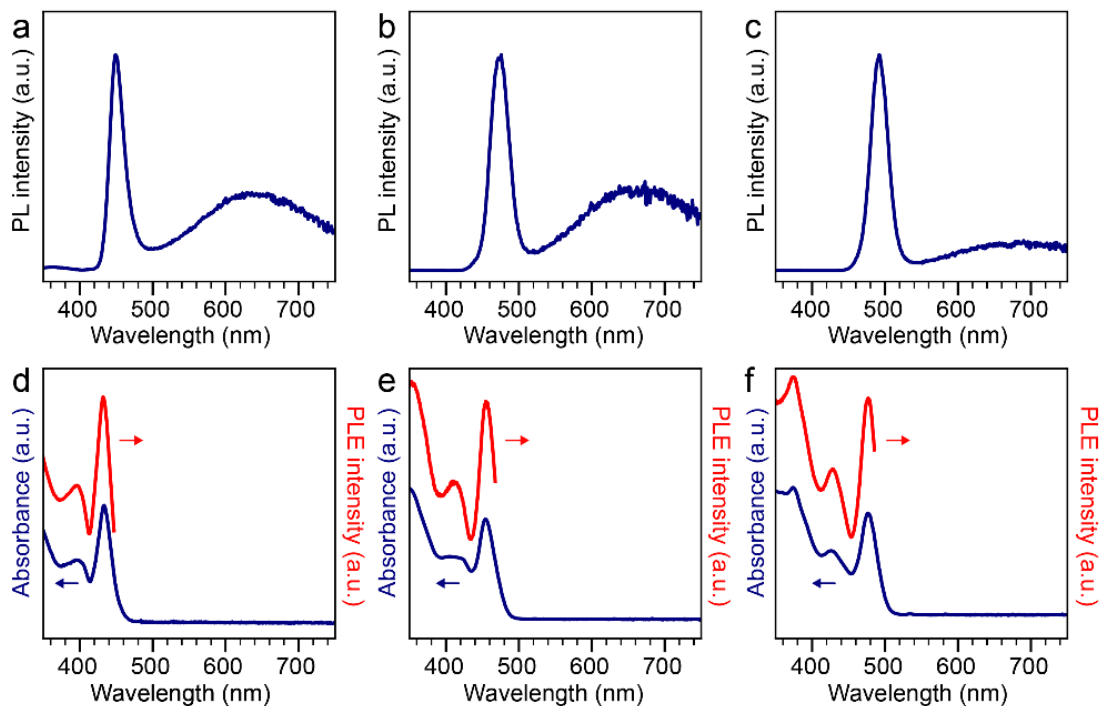 a
PL intensity (a.u.)
400 500 600 700
Wavelength (nm)
b
PL intensity (a.u.)
400 500 600 700
Wavelength (nm)
c
PL intensity (a.u.)
400 500 600 700
Wavelength (nm)
d
Absorbance (a.u.)
PLE intensity (a.u.)
400 500 600 700
Wavelength (nm)
e
Absorbance (a.u.)
PLE intensity (a.u.)
400 500 600 700
Wavelength (nm)
f
Absorbance (a.u.)
PLE intensity (a.u.)
400 500 600 700
Wavelength (nm)